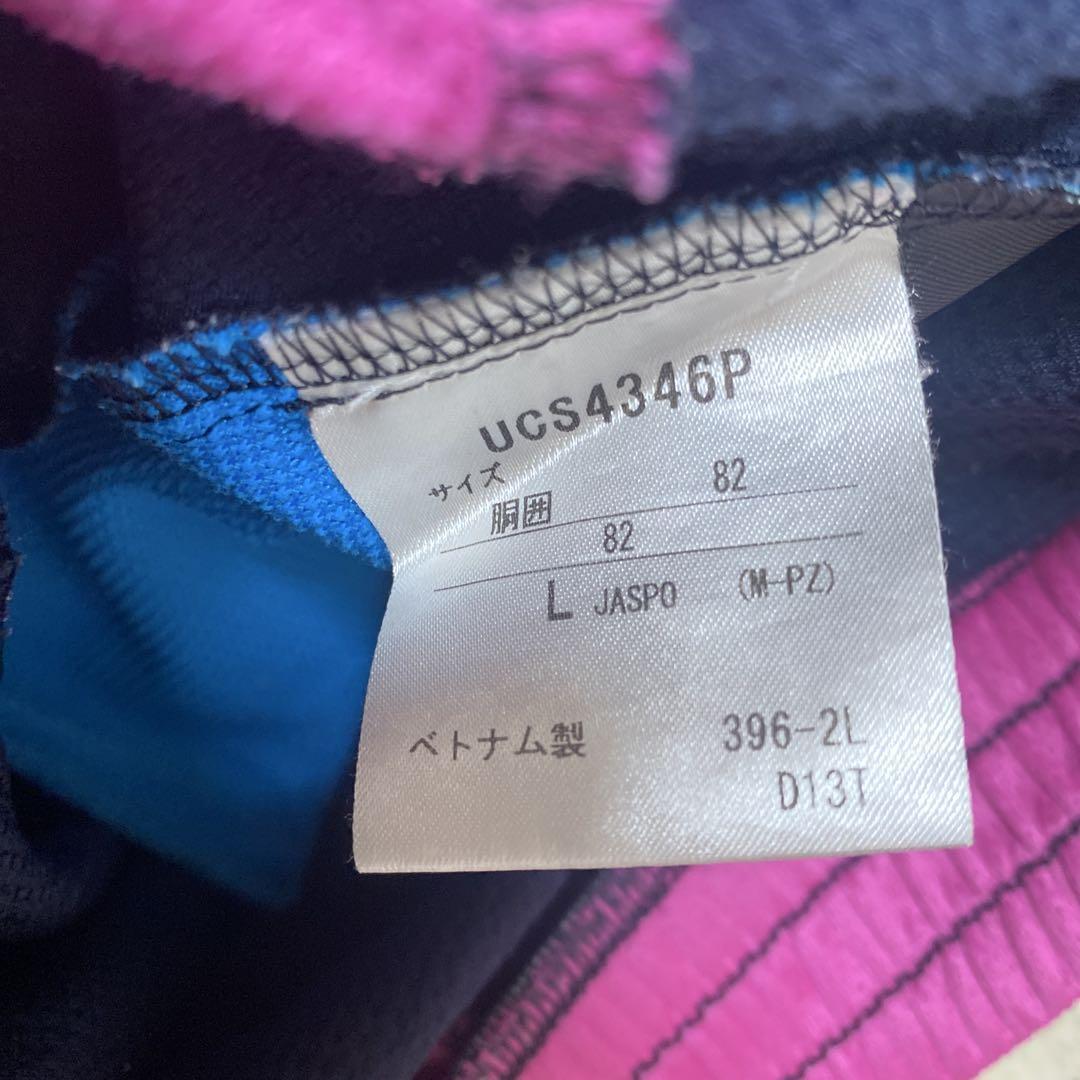 UCS4346P
サイズ
胴囲 82
82
L JASPO (M-PZ)
ベトナム製 396-2L
D13T